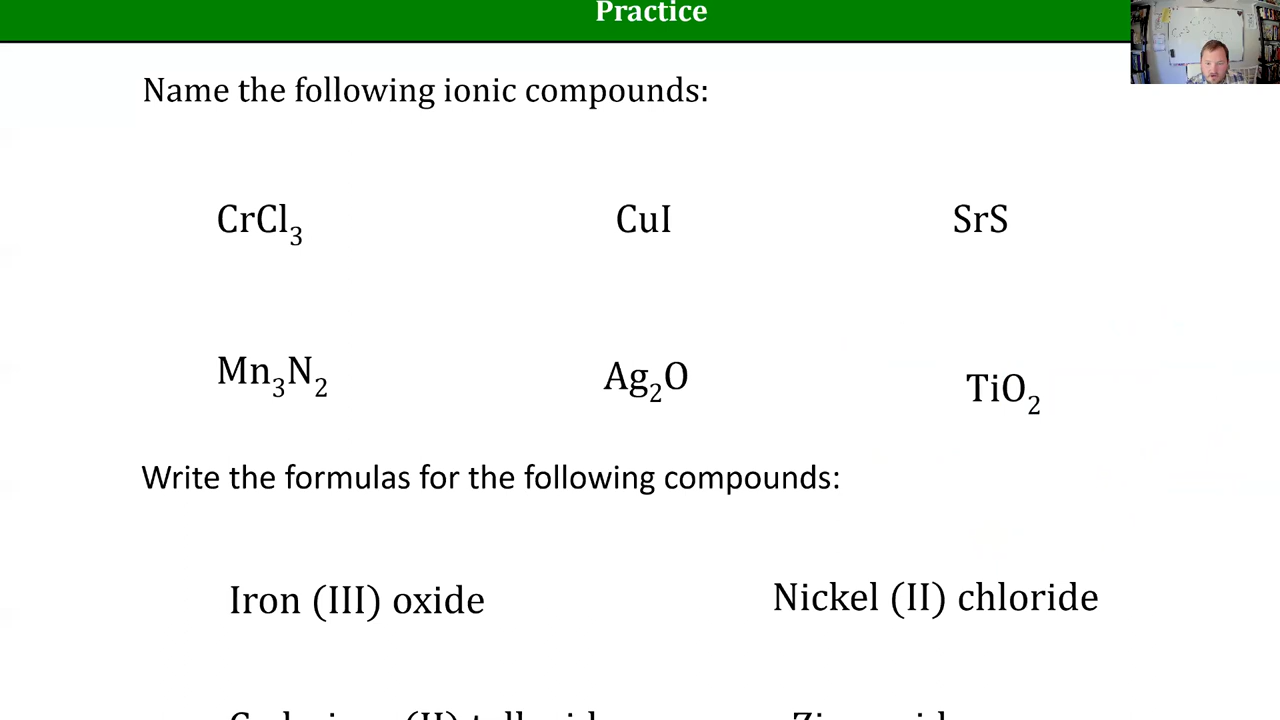 Practice
Name the following ionic compounds:
CrCl₃ CuI SrS
Mn₃N₂ Ag₂O TiO₂
Write the formulas for the following compounds:
Iron (III) oxide Nickel (II) chloride